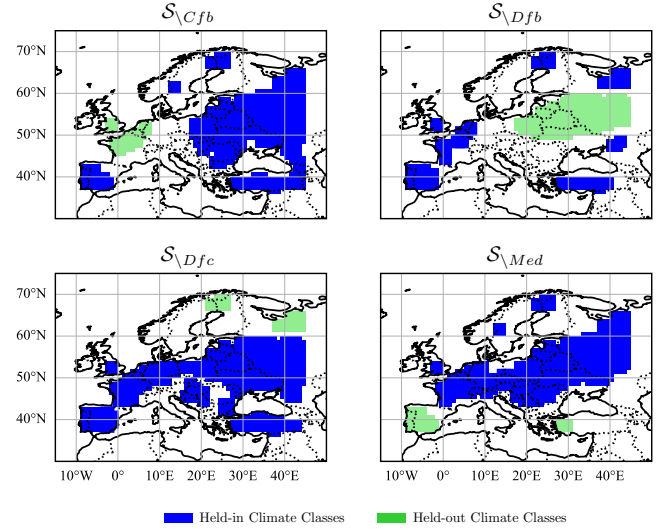 S\Cfb
S\Dfb
70°N
60°N
50°N
40°N
S\Dfc
S\Med
70°N
60°N
50°N
40°N
10°W 0° 10°E 20°E 30°E 40°E
10°W 0° 10°E 20°E 30°E 40°E
Held-in Climate Classes
Held-out Climate Classes